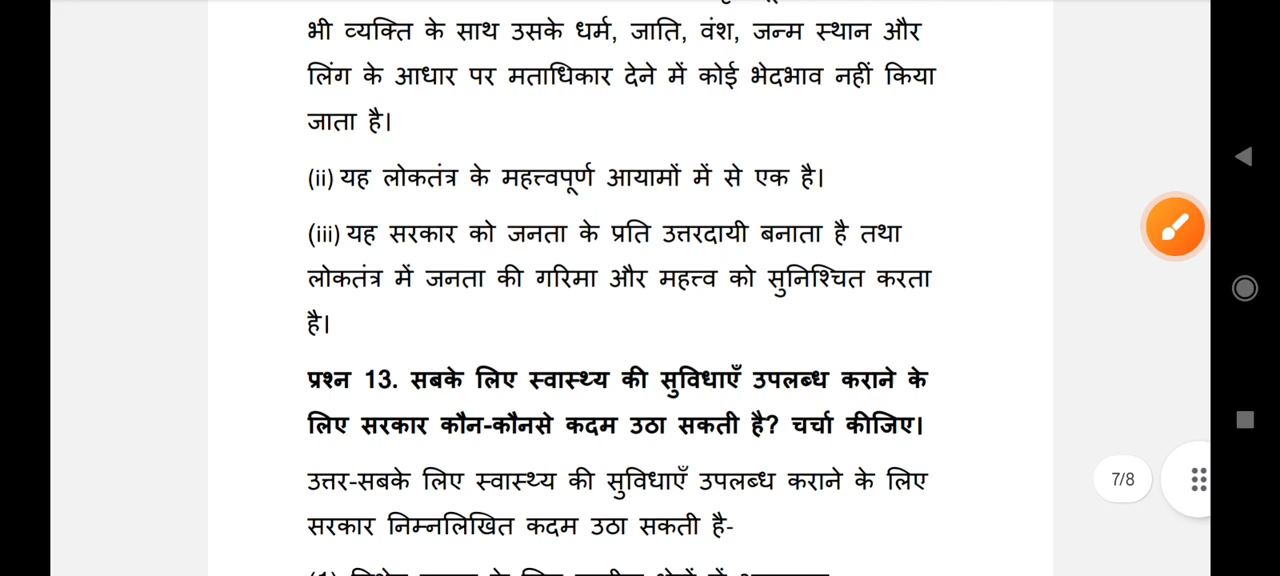 भी व्यक्ति के साथ उसके धर्म, जाति, वंश, जन्म स्थान और
लिंग के आधार पर मताधिकार देने में कोई भेदभाव नहीं किया
जाता है।
(ii) यह लोकतंत्र के महत्त्वपूर्ण आयामों में से एक है।
(iii) यह सरकार को जनता के प्रति उत्तरदायी बनाता है तथा
लोकतंत्र में जनता की गरिमा और महत्त्व को सुनिश्चित करता
है।
प्रश्न 13. सबके लिए स्वास्थ्य की सुविधाएँ उपलब्ध कराने के
लिए सरकार कौन-कौनसे कदम उठा सकती है? चर्चा कीजिए।
उत्तर-सबके लिए स्वास्थ्य की सुविधाएँ उपलब्ध कराने के लिए
सरकार निम्नलिखित कदम उठा सकती है-
7/8